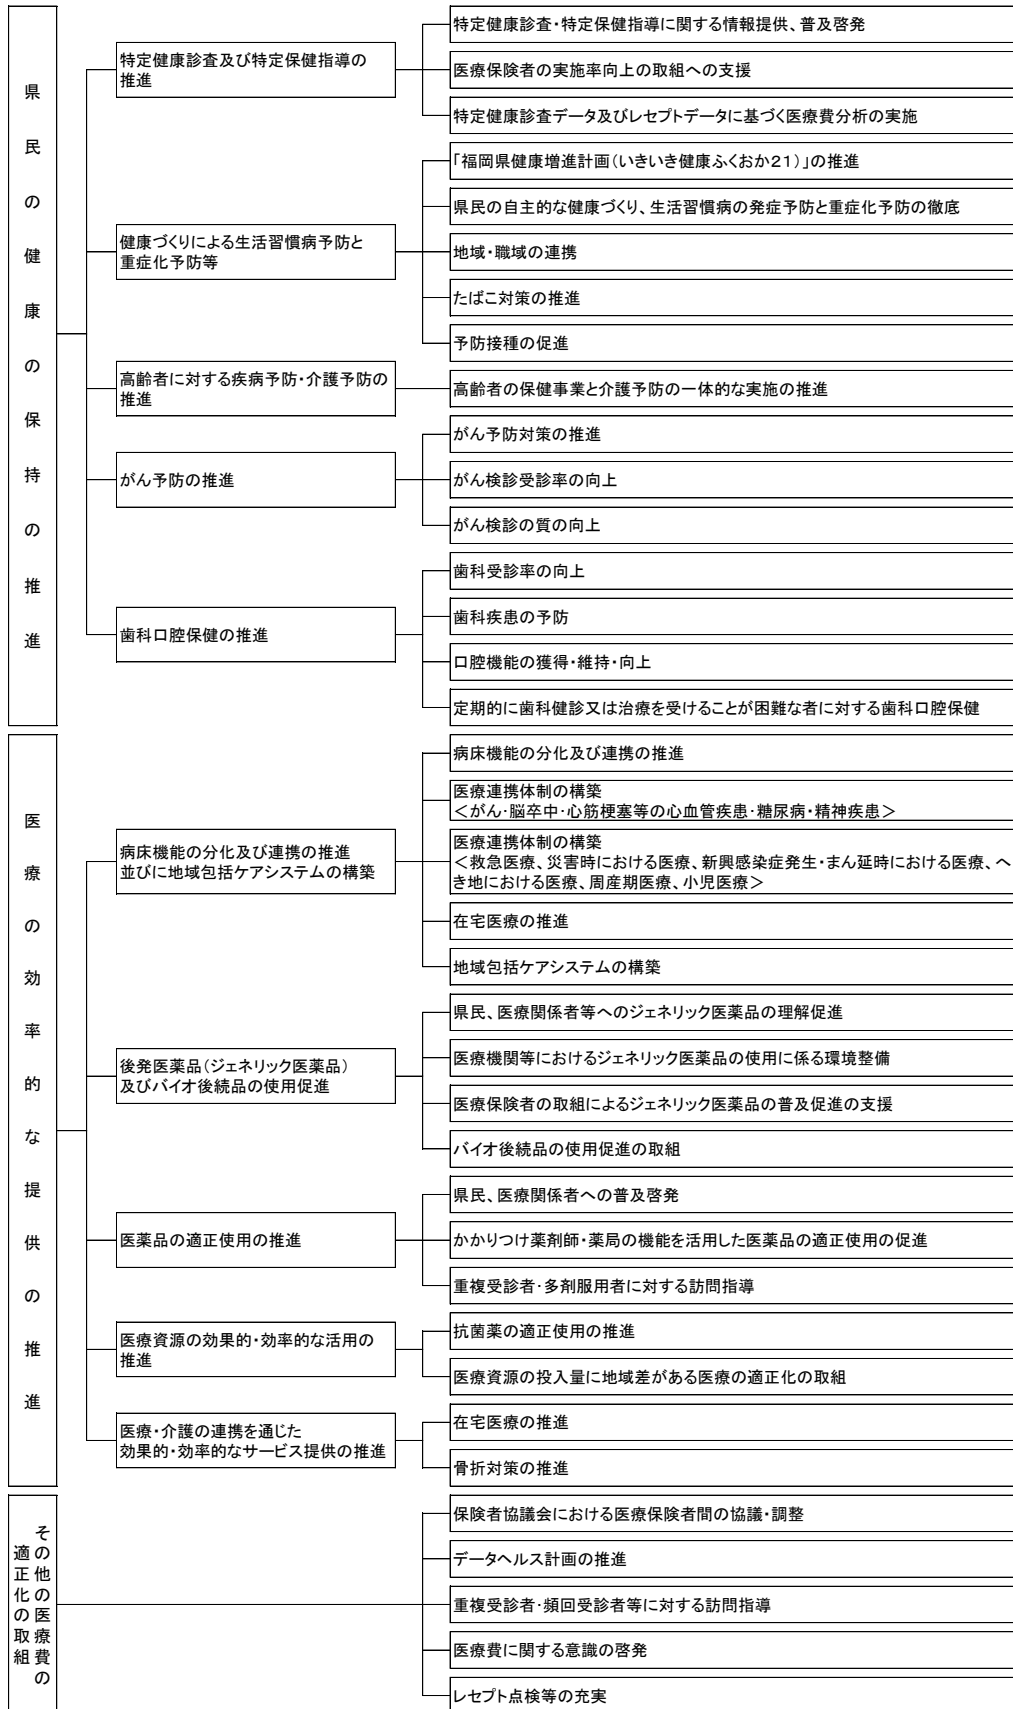 県民の健康の保持の推進
特定健康診査及び特定保健指導の
推進
特定健康診査・特定保健指導に関する情報提供、普及啓発
医療保険者の実施率向上の取組への支援
特定健康診査データ及びレセプトデータに基づく医療費分析の実施
健康づくりによる生活習慣病予防と
重症化予防等
「福岡県健康増進計画（いきいき健康ふくおか２１）」の推進
県民の自主的な健康づくり、生活習慣病の発症予防と重症化予防の徹底
地域・職域の連携
たばこ対策の推進
予防接種の促進
高齢者に対する疾病予防・介護予防の
推進
高齢者の保健事業と介護予防の一体的な実施の推進
がん予防の推進
がん予防対策の推進
がん検診受診率の向上
がん検診の質の向上
歯科口腔保健の推進
歯科受診率の向上
歯科疾患の予防
口腔機能の獲得・維持・向上
定期的に歯科健診又は治療を受けることが困難な者に対する歯科口腔保健
医療の効率的な提供の推進
病床機能の分化及び連携の推進
並びに地域包括ケアシステムの構築
病床機能の分化及び連携の推進
医療連携体制の構築
＜がん・脳卒中・心筋梗塞等の心血管疾患・糖尿病・精神疾患＞
医療連携体制の構築
＜救急医療、災害時における医療、新興感染症発生・まん延時における医療、へ
き地における医療、周産期医療、小児医療＞
在宅医療の推進
地域包括ケアシステムの構築
後発医薬品（ジェネリック医薬品）
及びバイオ後続品の使用促進
県民、医療関係者等へのジェネリック医薬品の理解促進
医療機関等におけるジェネリック医薬品の使用に係る環境整備
医療保険者の取組によるジェネリック医薬品の普及促進の支援
バイオ後続品の使用促進の取組
医薬品の適正使用の推進
県民、医療関係者への普及啓発
かかりつけ薬剤師・薬局の機能を活用した医薬品の適正使用の促進
重複受診者・多剤服用者に対する訪問指導
医療資源の効果的・効率的な活用の
推進
抗菌薬の適正使用の推進
医療資源の投入量に地域差がある医療の適正化の取組
医療・介護の連携を通じた
効果的・効率的なサービス提供の推進
在宅医療の推進
骨折対策の推進
その他の医療費の
適正化の取組
保険者協議会における医療保険者間の協議・調整
データヘルス計画の推進
重複受診者・頻回受診者等に対する訪問指導
医療費に関する意識の啓発
レセプト点検等の充実